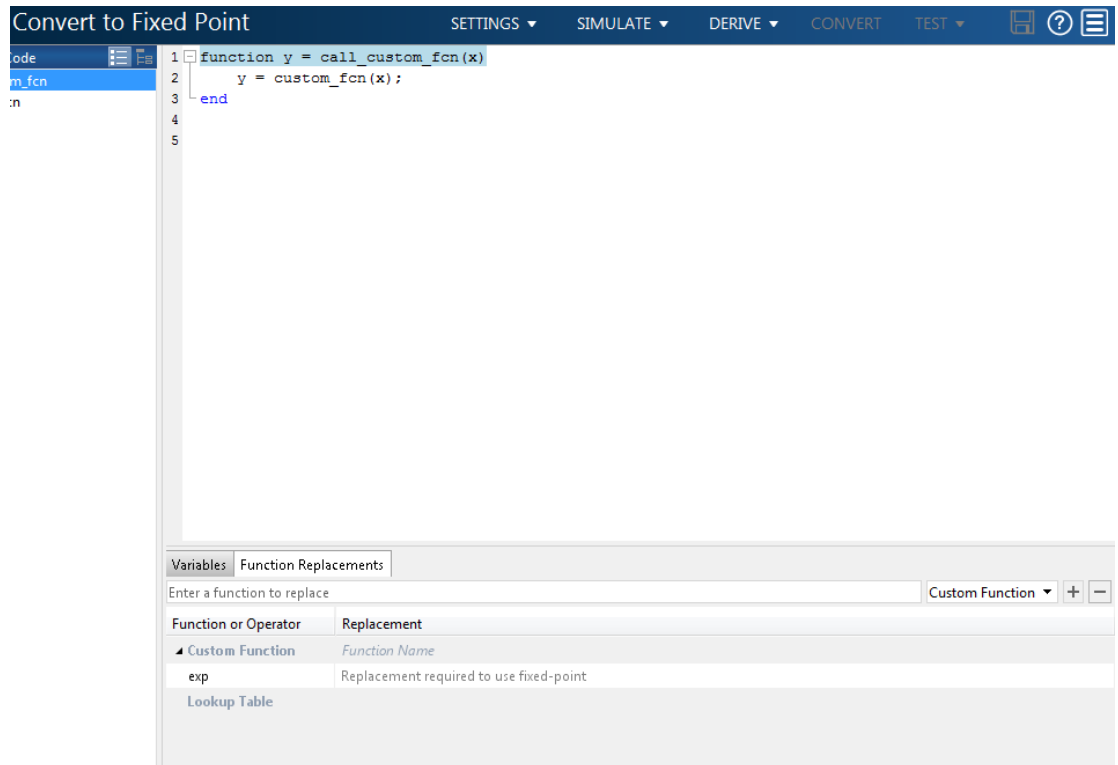 Convert to Fixed Point SETTINGS SIMULATE DERIVE CONVERT TEST
Code
m_fcn
cn
1 function y = call_custom_fcn(x)
2 y = custom_fcn(x);
3 end
4
5
Variables Function Replacements
Enter a function to replace Custom Function + −
Function or Operator Replacement
Custom Function Function Name
exp Replacement required to use fixed-point
Lookup Table